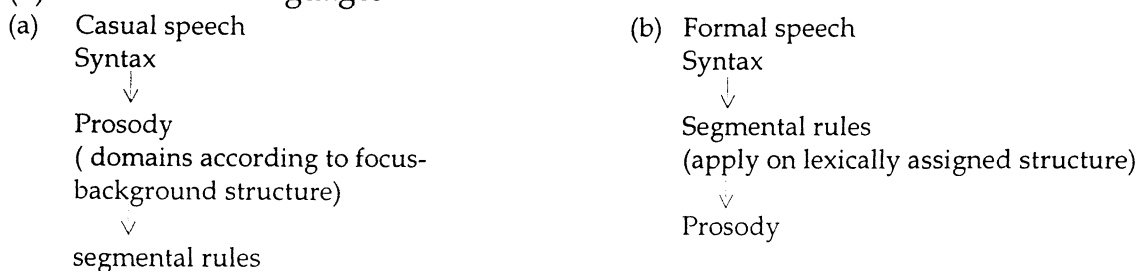 (a) Casual speech
Syntax
Prosody
( domains according to focus-
background structure)
segmental rules
(b) Formal speech
Syntax
Segmental rules
(apply on lexically assigned structure)
Prosody